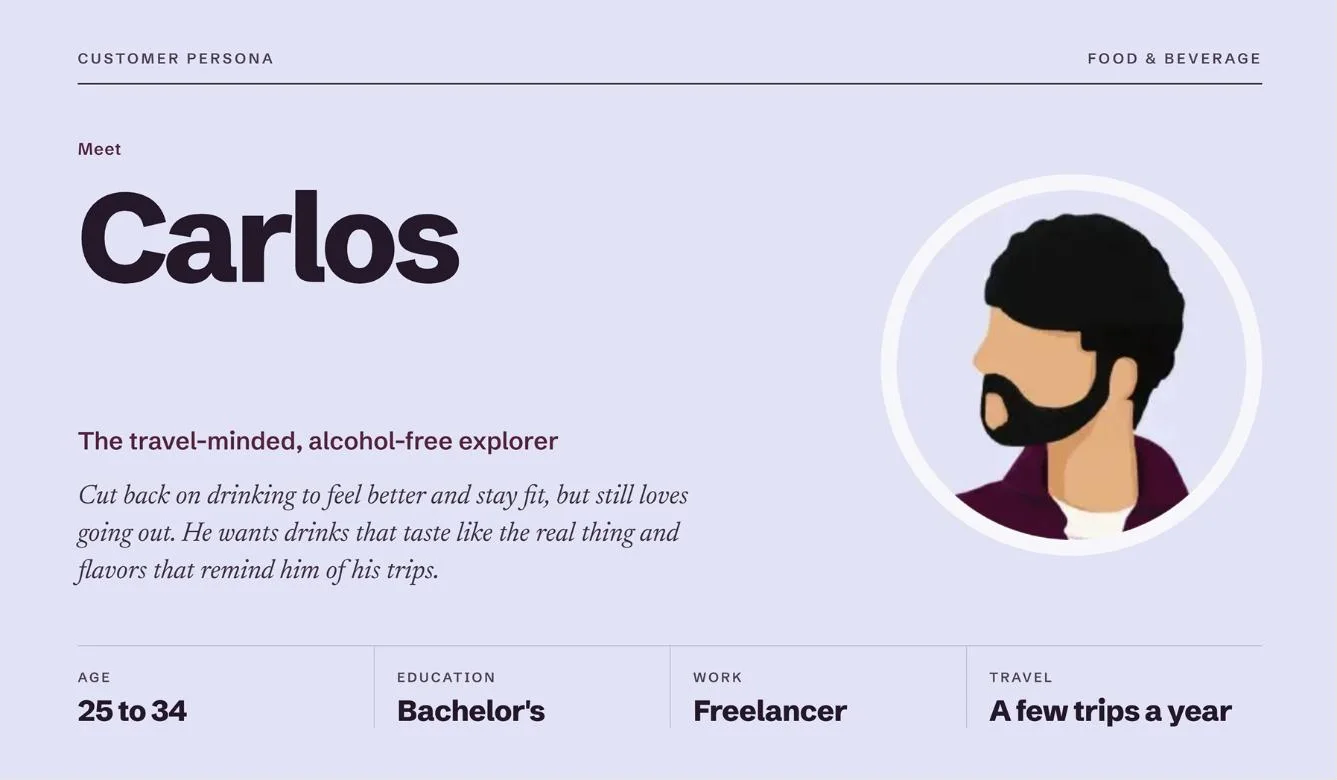 CUSTOMER PERSONA
FOOD & BEVERAGE
Meet
Carlos
The travel-minded, alcohol-free explorer
Cut back on drinking to feel better and stay fit, but still loves
going out. He wants drinks that taste like the real thing and
flavors that remind him of his trips.
AGE
25 to 34
EDUCATION
Bachelor's
WORK
Freelancer
TRAVEL
A few trips a year